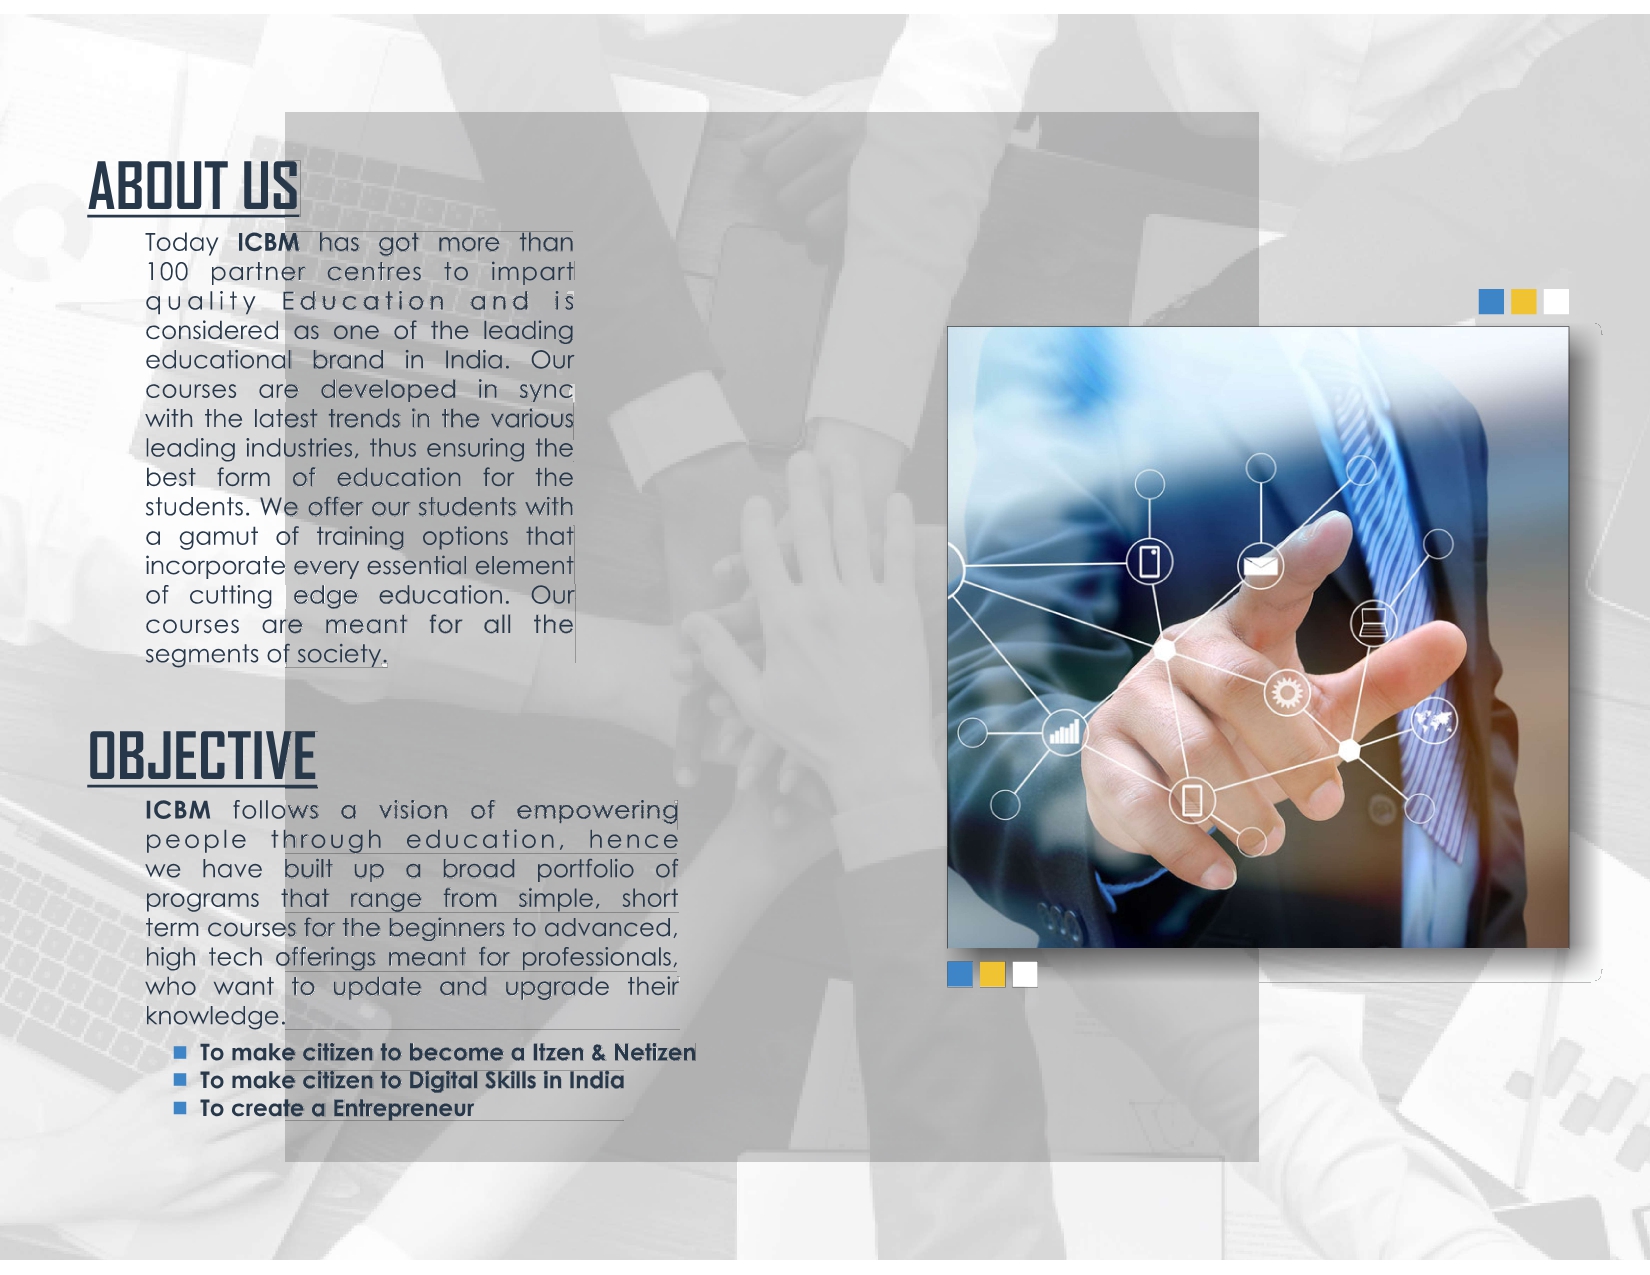 ABOUT US
Today ICBM has got more than
100 partner centres to impart
quality Education and is
considered as one of the leading
educational brand in India. Our
courses are developed in sync
with the latest trends in the various
leading industries, thus ensuring the
best form of education for the
students. We offer our students with
a gamut of training options that
incorporate every essential element
of cutting edge education. Our
courses are meant for all the
segments of society.
OBJECTIVE
ICBM follows a vision of empowering
people through education, hence
we have built up a broad portfolio of
programs that range from simple, short
term courses for the beginners to advanced,
high tech offerings meant for professionals,
who want to update and upgrade their
knowledge.
To make citizen to become a Itzen & Netizen
To make citizen to Digital Skills in India
To create a Entrepreneur